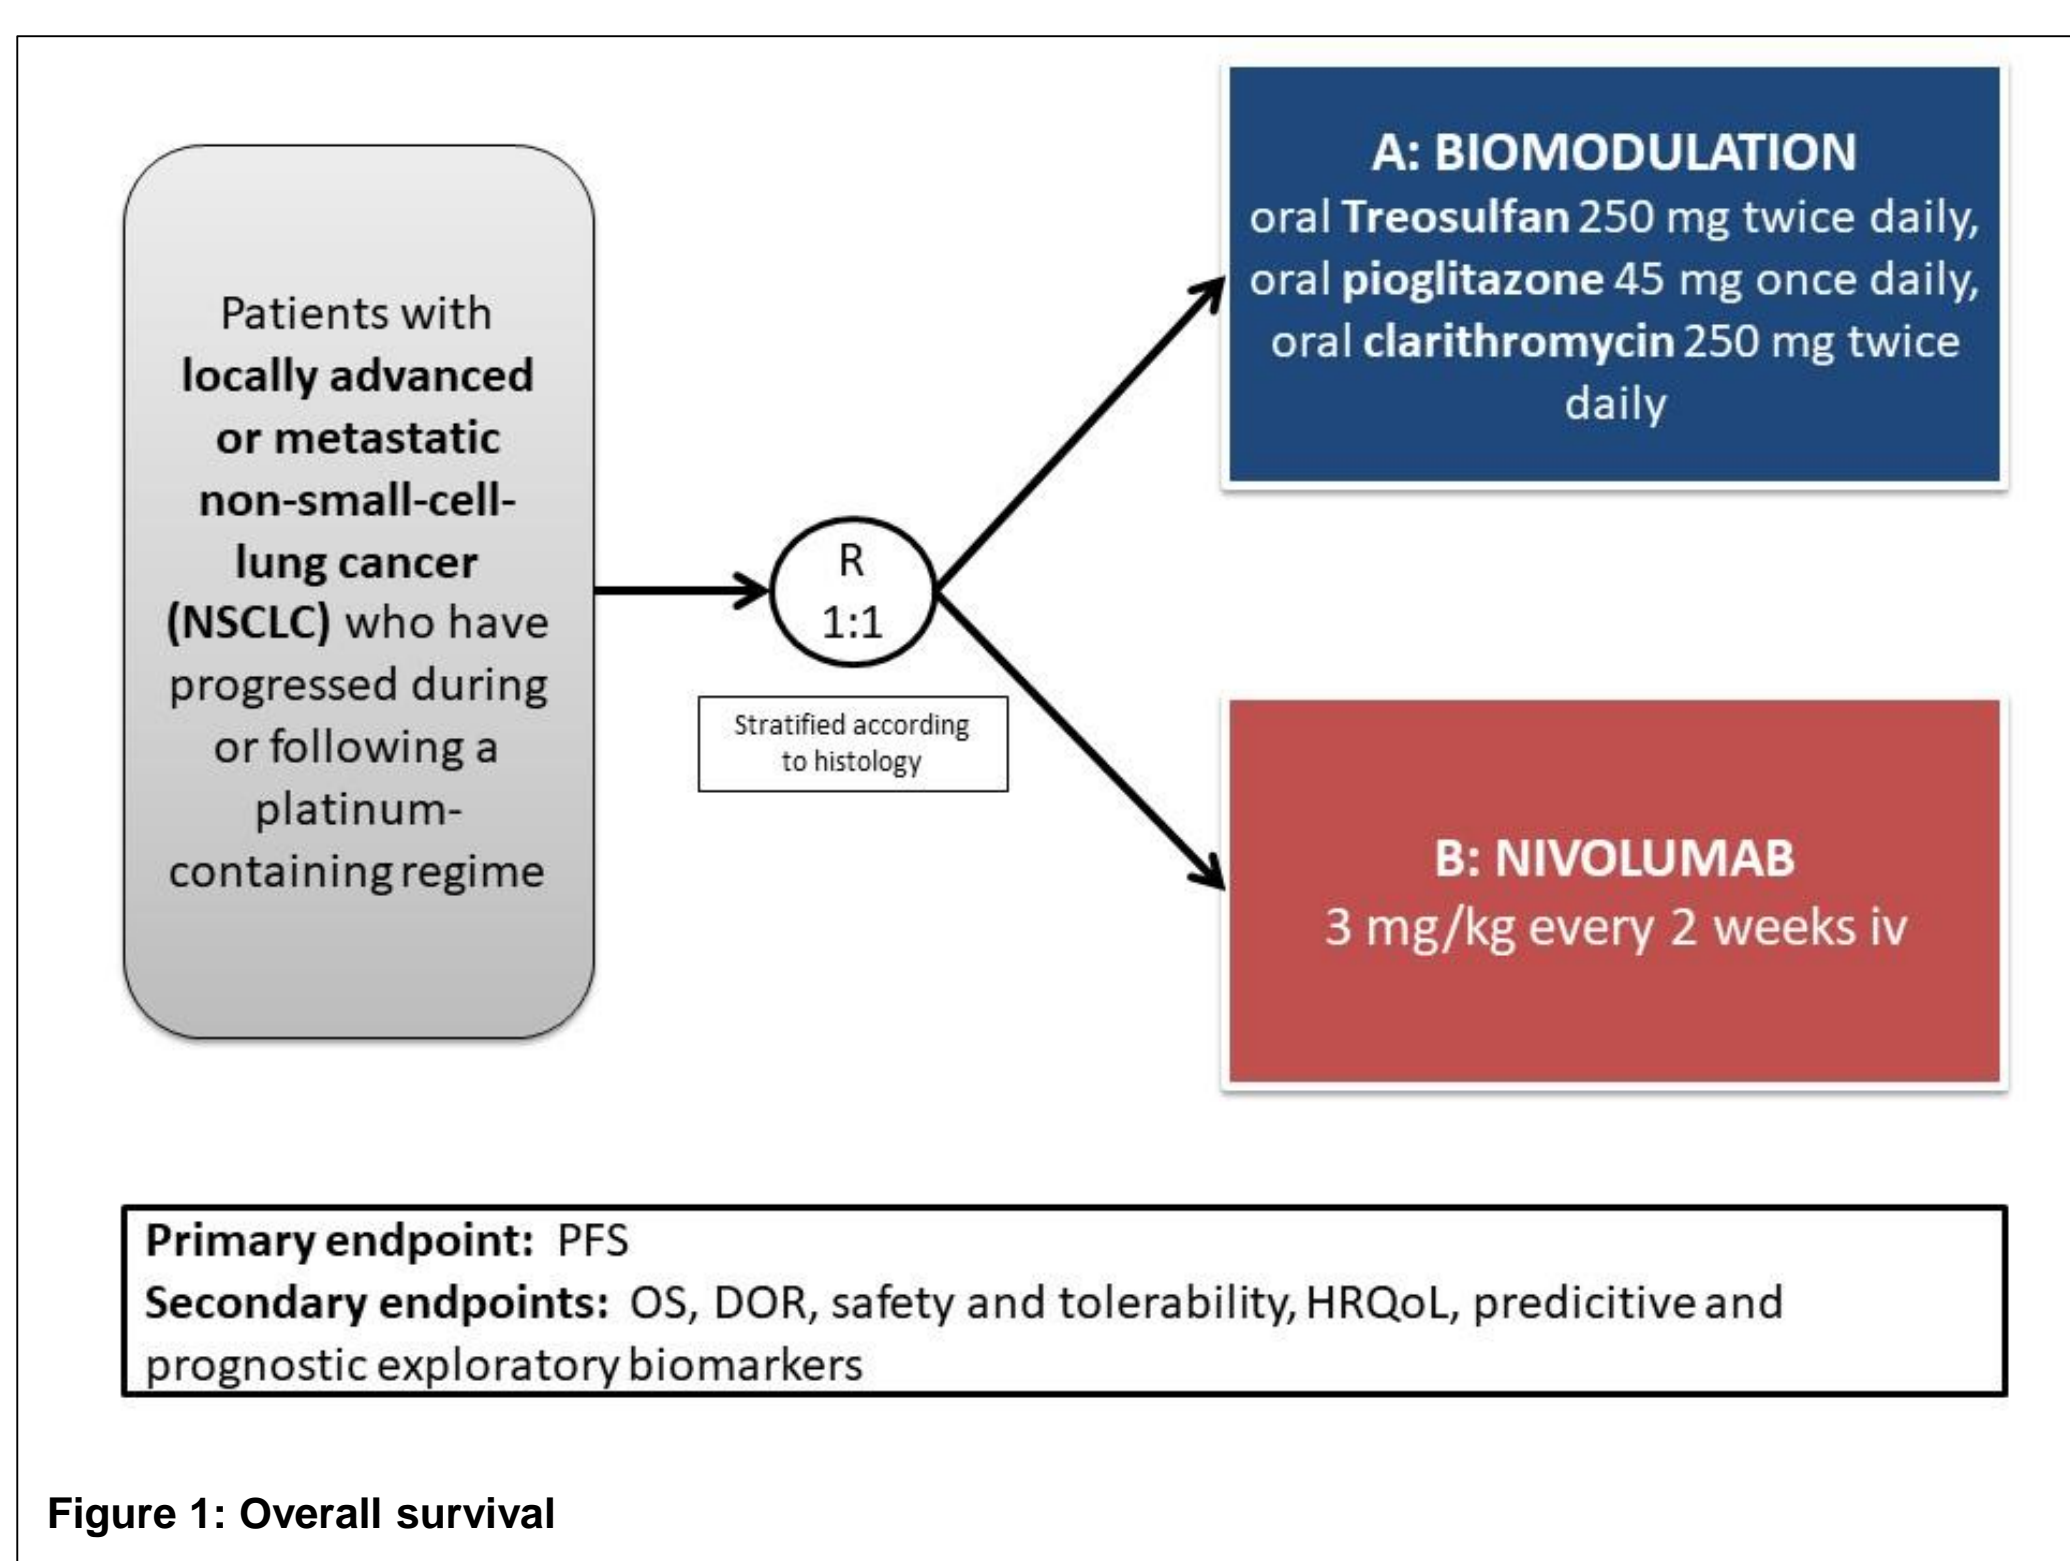 Patients with
locally advanced
or metastatic
non-small-cell-
lung cancer
(NSCLC) who have
progressed during
or following a
platinum-
containing regime
R
1:1
Stratified according
to histology
A: BIOMODULATION
oral Treosulfan 250 mg twice daily,
oral pioglitazone 45 mg once daily,
oral clarithromycin 250 mg twice
daily
B: NIVOLUMAB
3 mg/kg every 2 weeks iv
Primary endpoint: PFS
Secondary endpoints: OS, DOR, safety and tolerability, HRQoL, predicitive and
prognostic exploratory biomarkers
Figure 1: Overall survival